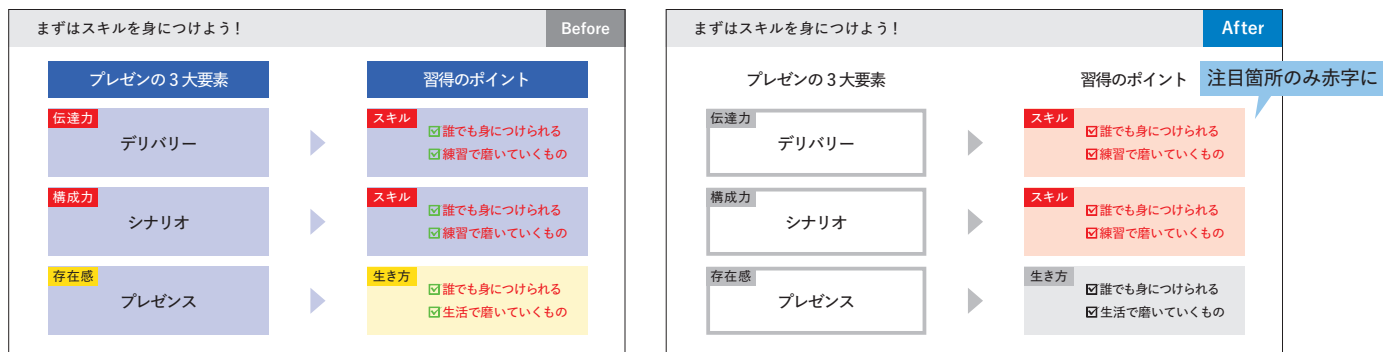 まずはスキルを身につけよう!
Before
プレゼンの3大要素
習得のポイント
伝達力
デリバリー
スキル
誰でも身につけられる
練習で磨いていくもの
構成力
シナリオ
スキル
誰でも身につけられる
練習で磨いていくもの
存在感
プレゼンス
生き方
誰でも身につけられる
生活で磨いていくもの
まずはスキルを身につけよう!
After
プレゼンの3大要素
習得のポイント
注目箇所のみ赤字に
伝達力
デリバリー
スキル
誰でも身につけられる
練習で磨いていくもの
構成力
シナリオ
スキル
誰でも身につけられる
練習で磨いていくもの
存在感
プレゼンス
生き方
誰でも身につけられる
生活で磨いていくもの